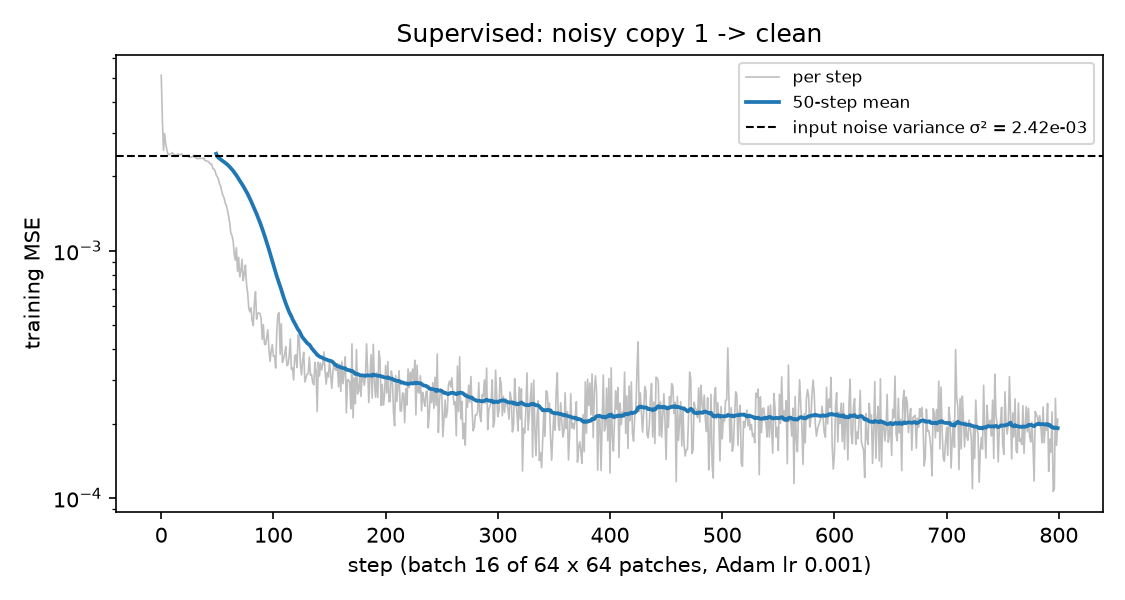 Supervised: noisy copy 1 -> clean
per step
50-step mean
input noise variance σ² = 2.42e-03
training MSE
10⁻³
10⁻⁴
0 100 200 300 400 500 600 700 800
step (batch 16 of 64 x 64 patches, Adam lr 0.001)